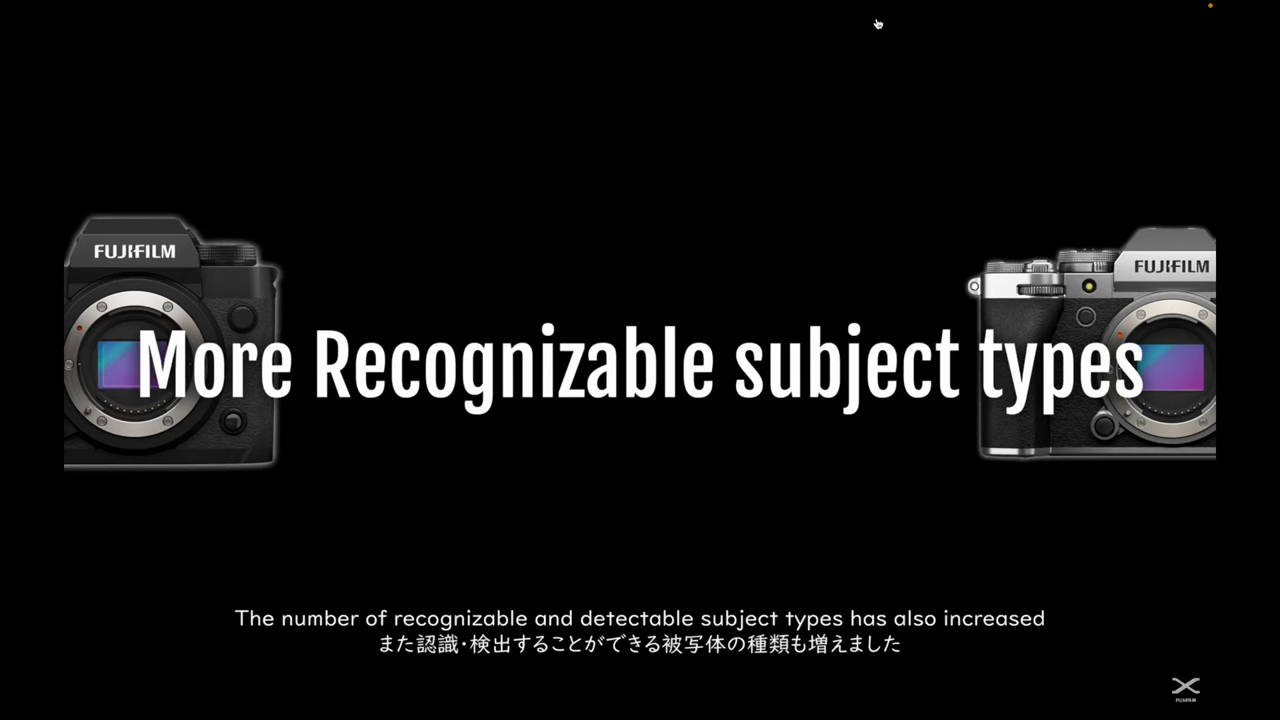 FUJIFILM
FUJIFILM
More Recognizable subject types
The number of recognizable and detectable subject types has also increased
また認識・検出することができる被写体の種類も増えました
FUJIFILM